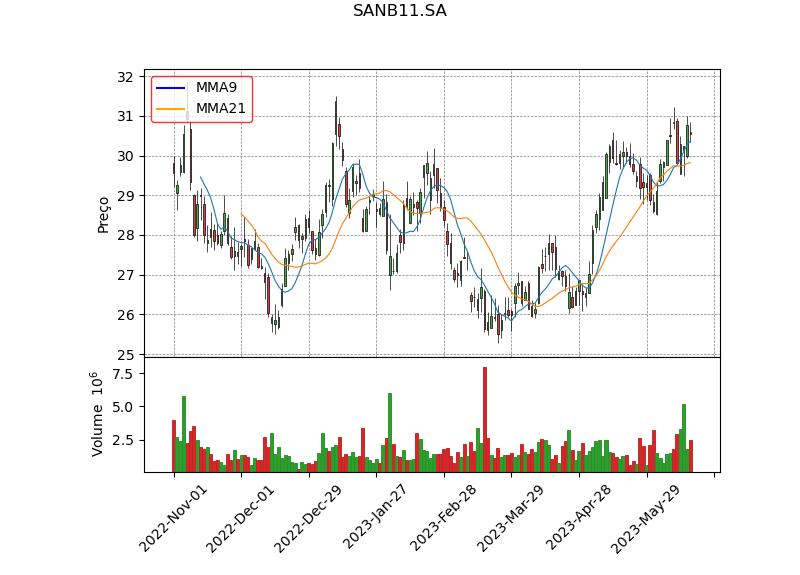 SANB11.SA
MMA9
MMA21
32
31
30
29
28
27
26
25
Preço
7.5
5.0
2.5
Volume 10⁶
2022-Nov-01
2022-Dec-01
2022-Dec-29
2023-Jan-27
2023-Feb-28
2023-Mar-29
2023-Apr-28
2023-May-29